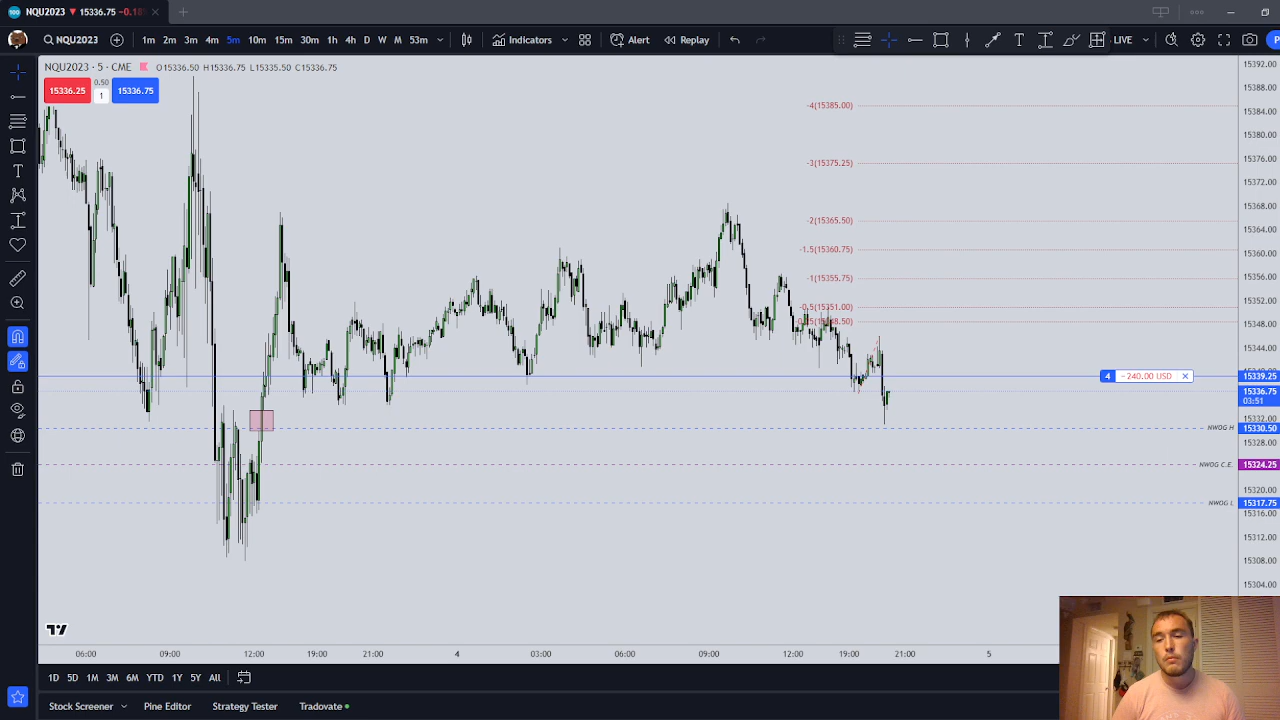 NQU2023 ▼ 15336.75 −0.18%
NQU2023 1m 2m 3m 4m 5m 10m 15m 30m 1h 4h D W M 53m Indicators Alert Replay LIVE
NQU2023 · 5 · CME O15336.50 H15336.75 L15335.50 C15336.75
15336.25 0.50 1 15336.75
-4(15385.00)
-3(15375.25)
-2(15365.50)
-1.5(15360.75)
-1(15355.75)
-0.5(15351.00)
4 −240.00 USD
NWOG H
NWOG C.E.
NWOG L
15392.00
15388.00
15384.00
15380.00
15376.00
15372.00
15368.00
15364.00
15360.00
15356.00
15352.00
15348.00
15344.00
15339.25
15336.75
03:51
15332.00
15330.50
15328.00
15324.25
15320.00
15317.75
15316.00
15312.00
15308.00
15304.00
06:00 09:00 12:00 19:00 21:00 4 03:00 06:00 09:00 12:00 19:00 21:00 5
1D 5D 1M 3M 6M YTD 1Y 5Y All
Stock Screener Pine Editor Strategy Tester Tradovate